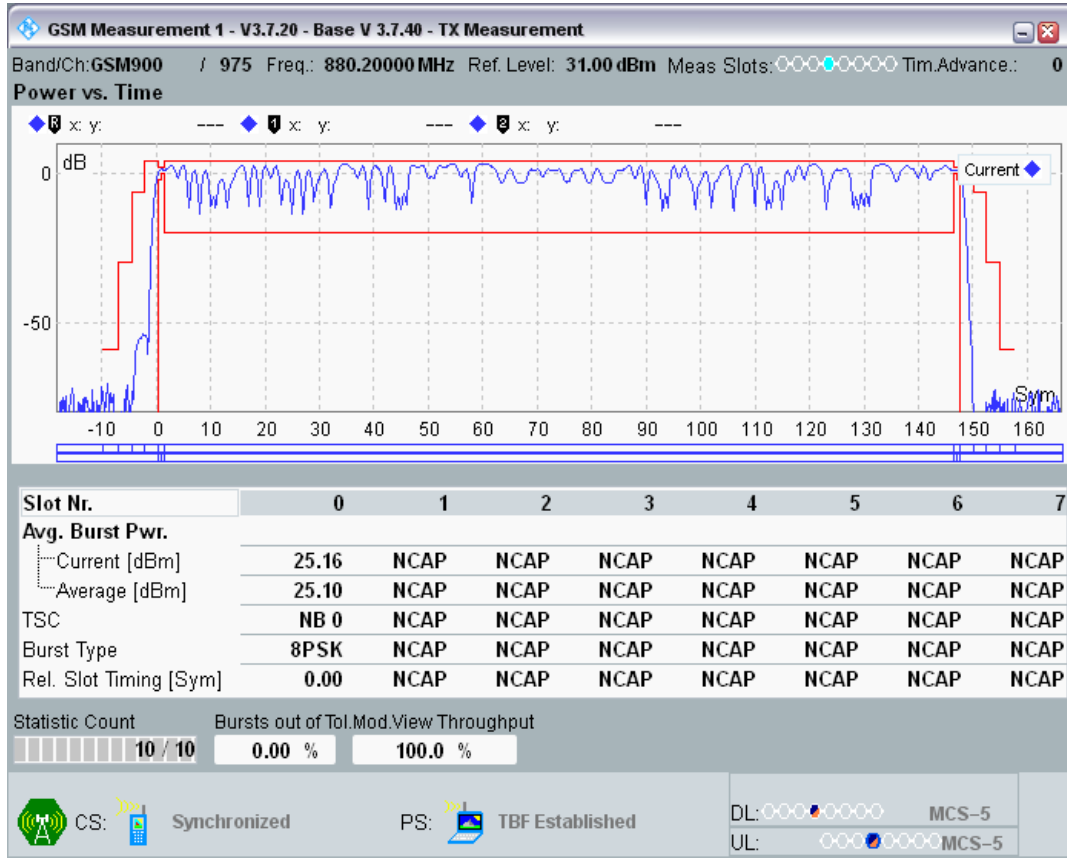 GSM Measurement 1 - V3.7.20 - Base V 3.7.40 - TX Measurement
Band/Ch:GSM900 / 975 Freq.: 880.20000 MHz Ref. Level: 31.00 dBm Meas Slots: Tim.Advance.: 0
Power vs. Time
R x: y: --- 1 x: y: --- 2 x: y: ---
dB
Current
0
-50
Sym
-10 0 10 20 30 40 50 60 70 80 90 100 110 120 130 140 150 160
Slot Nr. 0 1 2 3 4 5 6 7
Avg. Burst Pwr.
Current [dBm] 25.16 NCAP NCAP NCAP NCAP NCAP NCAP NCAP
Average [dBm] 25.10 NCAP NCAP NCAP NCAP NCAP NCAP NCAP
TSC NB 0 NCAP NCAP NCAP NCAP NCAP NCAP NCAP
Burst Type 8PSK NCAP NCAP NCAP NCAP NCAP NCAP NCAP
Rel. Slot Timing [Sym] 0.00 NCAP NCAP NCAP NCAP NCAP NCAP NCAP
Statistic Count Bursts out of Tol.Mod.View Throughput
10 / 10 0.00 % 100.0 %
CS: Synchronized PS: TBF Established
DL: MCS-5
UL: MCS-5